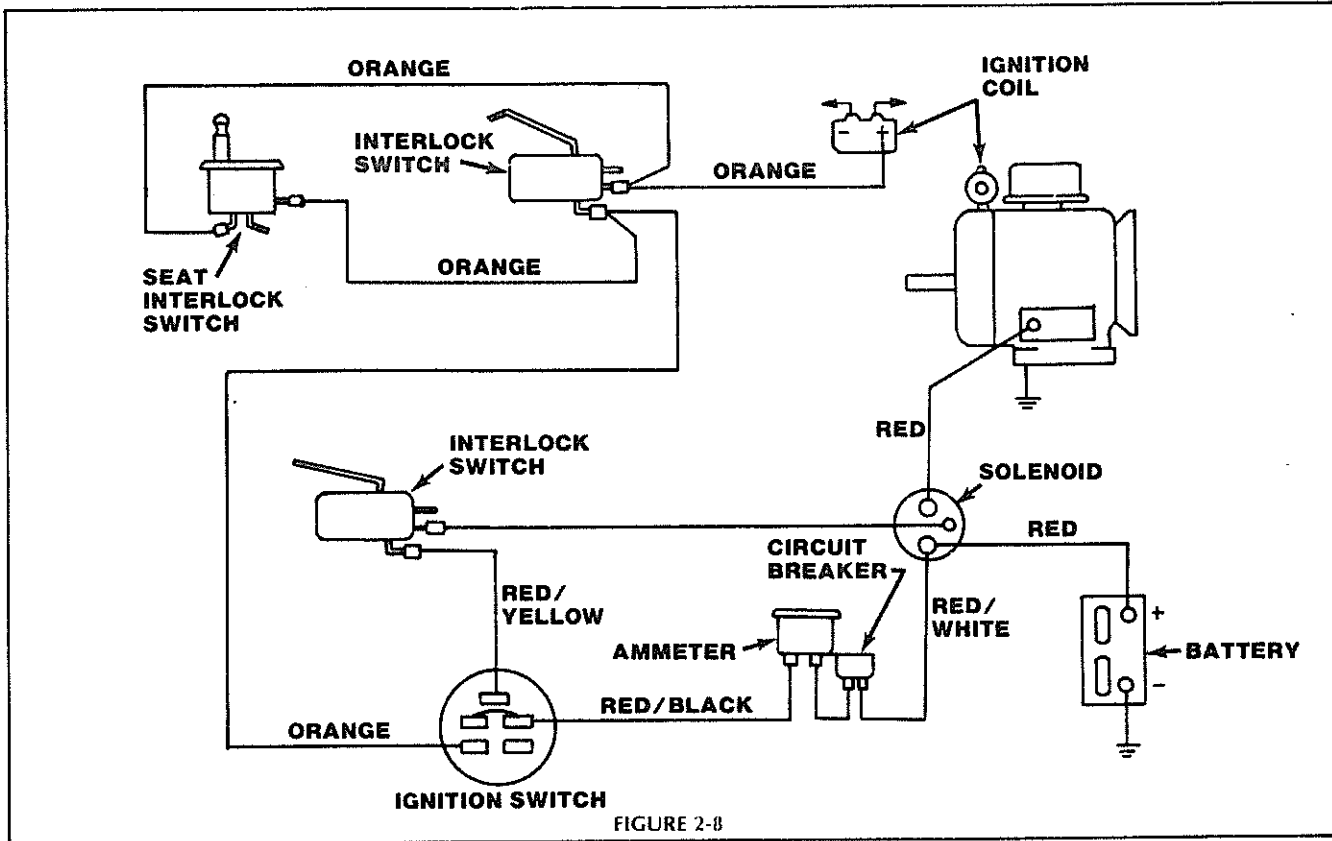 ORANGE
IGNITION
COIL
INTERLOCK
SWITCH
ORANGE
- +
ORANGE
SEAT
INTERLOCK
SWITCH
RED
INTERLOCK
SWITCH
SOLENOID
RED
CIRCUIT
BREAKER
RED/
YELLOW
RED/
WHITE
+
AMMETER
BATTERY
-
RED/BLACK
ORANGE
IGNITION SWITCH
FIGURE 2-8